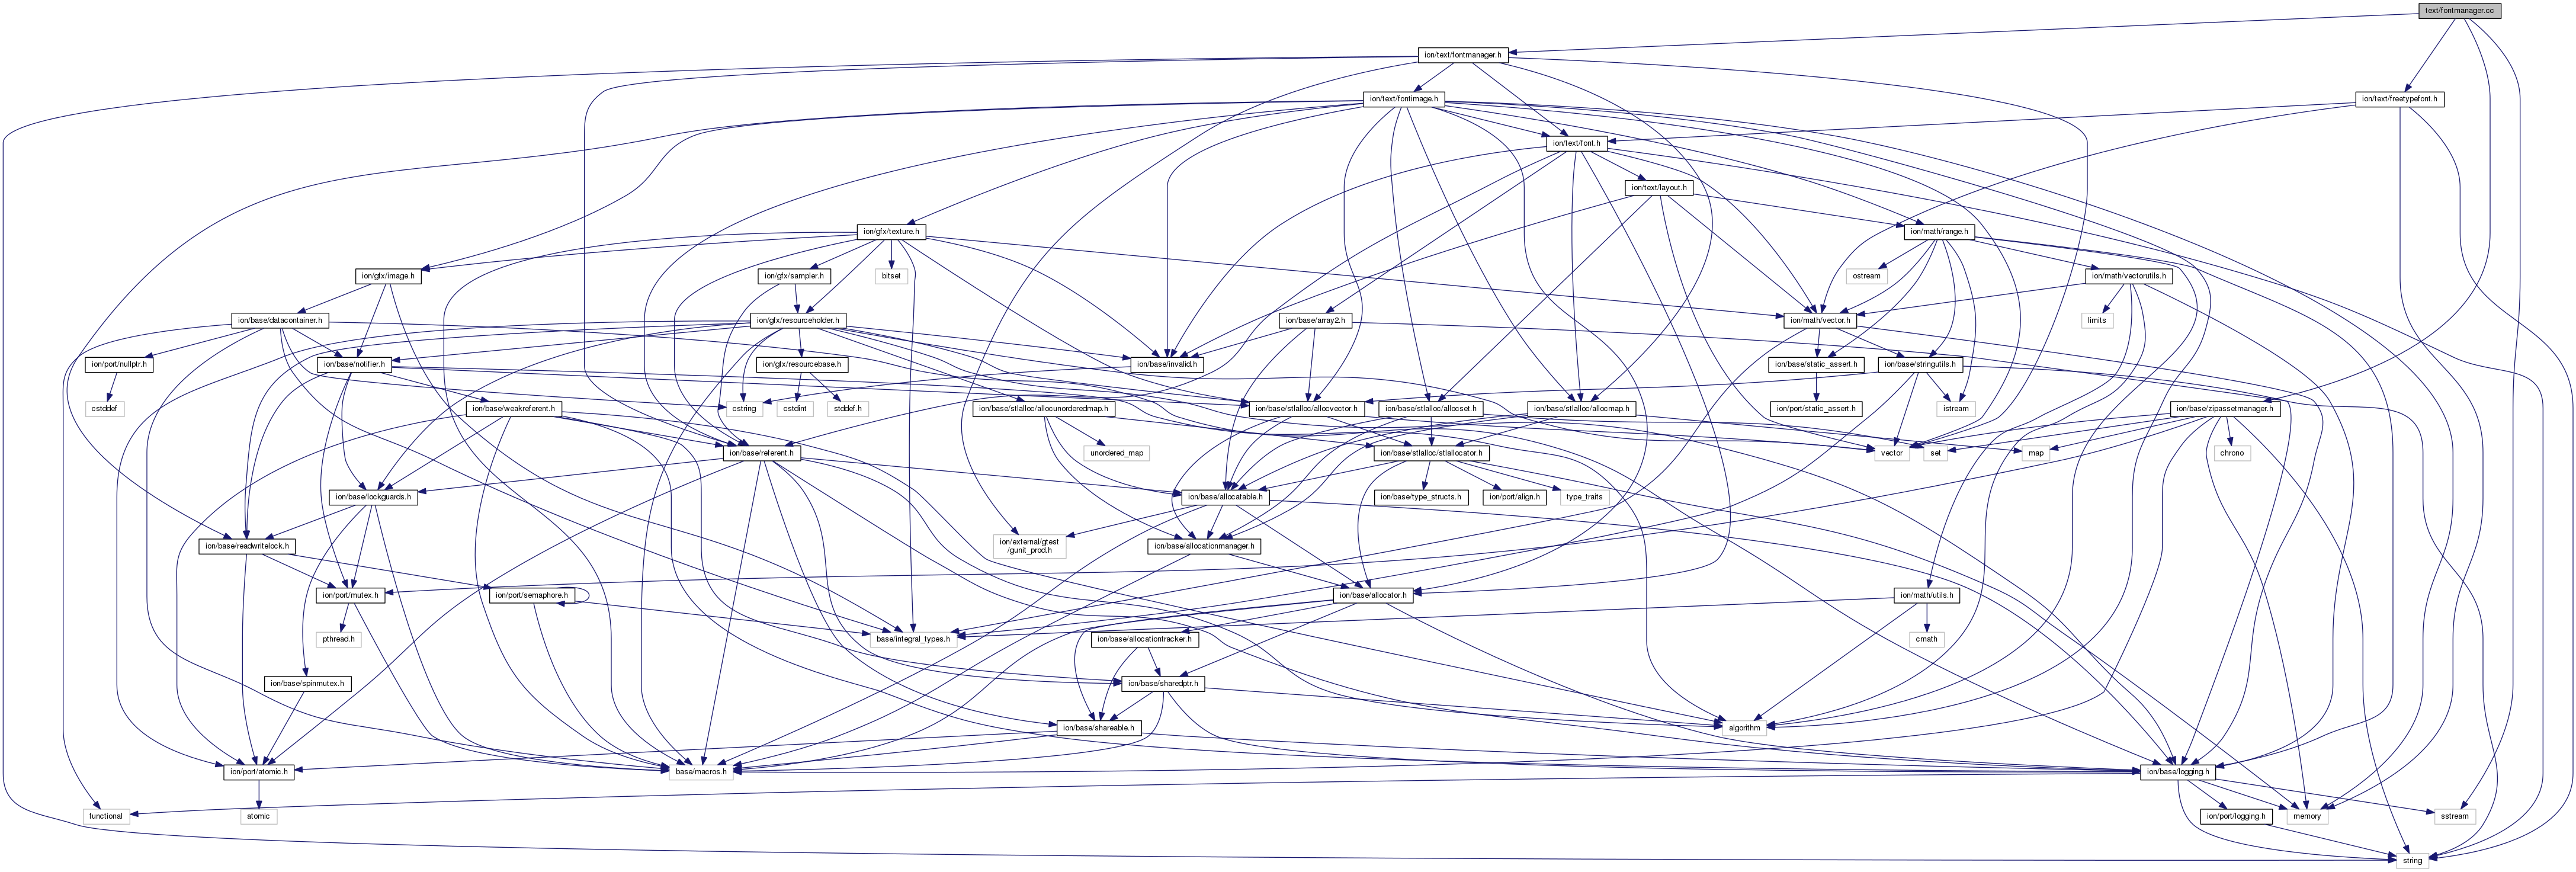 text/fontmanager.cc
ion/text/fontmanager.h
ion/text/fontimage.h
ion/text/freetypefont.h
ion/text/font.h
ion/text/layout.h
ion/gfx/texture.h
ion/math/range.h
ion/gfx/image.h
ion/gfx/sampler.h
bitset
ostream
ion/math/vectorutils.h
ion/base/datacontainer.h
ion/gfx/resourceholder.h
ion/base/array2.h
ion/math/vector.h
limits
ion/port/nullptr.h
ion/base/notifier.h
ion/gfx/resourcebase.h
ion/base/invalid.h
ion/base/static_assert.h
ion/base/stringutils.h
cstddef
ion/base/weakreferent.h
cstring
cstdint
stddef.h
ion/base/stlalloc/allocunorderedmap.h
ion/base/stlalloc/allocvector.h
ion/base/stlalloc/allocset.h
ion/base/stlalloc/allocmap.h
ion/port/static_assert.h
istream
ion/base/zipassetmanager.h
ion/base/referent.h
unordered_map
ion/base/stlalloc/stlallocator.h
vector
set
map
chrono
ion/base/lockguards.h
ion/base/allocatable.h
ion/base/type_structs.h
ion/port/align.h
type_traits
ion/base/readwritelock.h
ion/external/gtest
/gunit_prod.h
ion/base/allocationmanager.h
ion/port/mutex.h
ion/port/semaphore.h
ion/base/allocator.h
ion/math/utils.h
pthread.h
base/integral_types.h
ion/base/allocationtracker.h
cmath
ion/base/spinmutex.h
ion/base/sharedptr.h
ion/base/shareable.h
algorithm
ion/port/atomic.h
base/macros.h
ion/base/logging.h
functional
atomic
ion/port/logging.h
memory
sstream
string